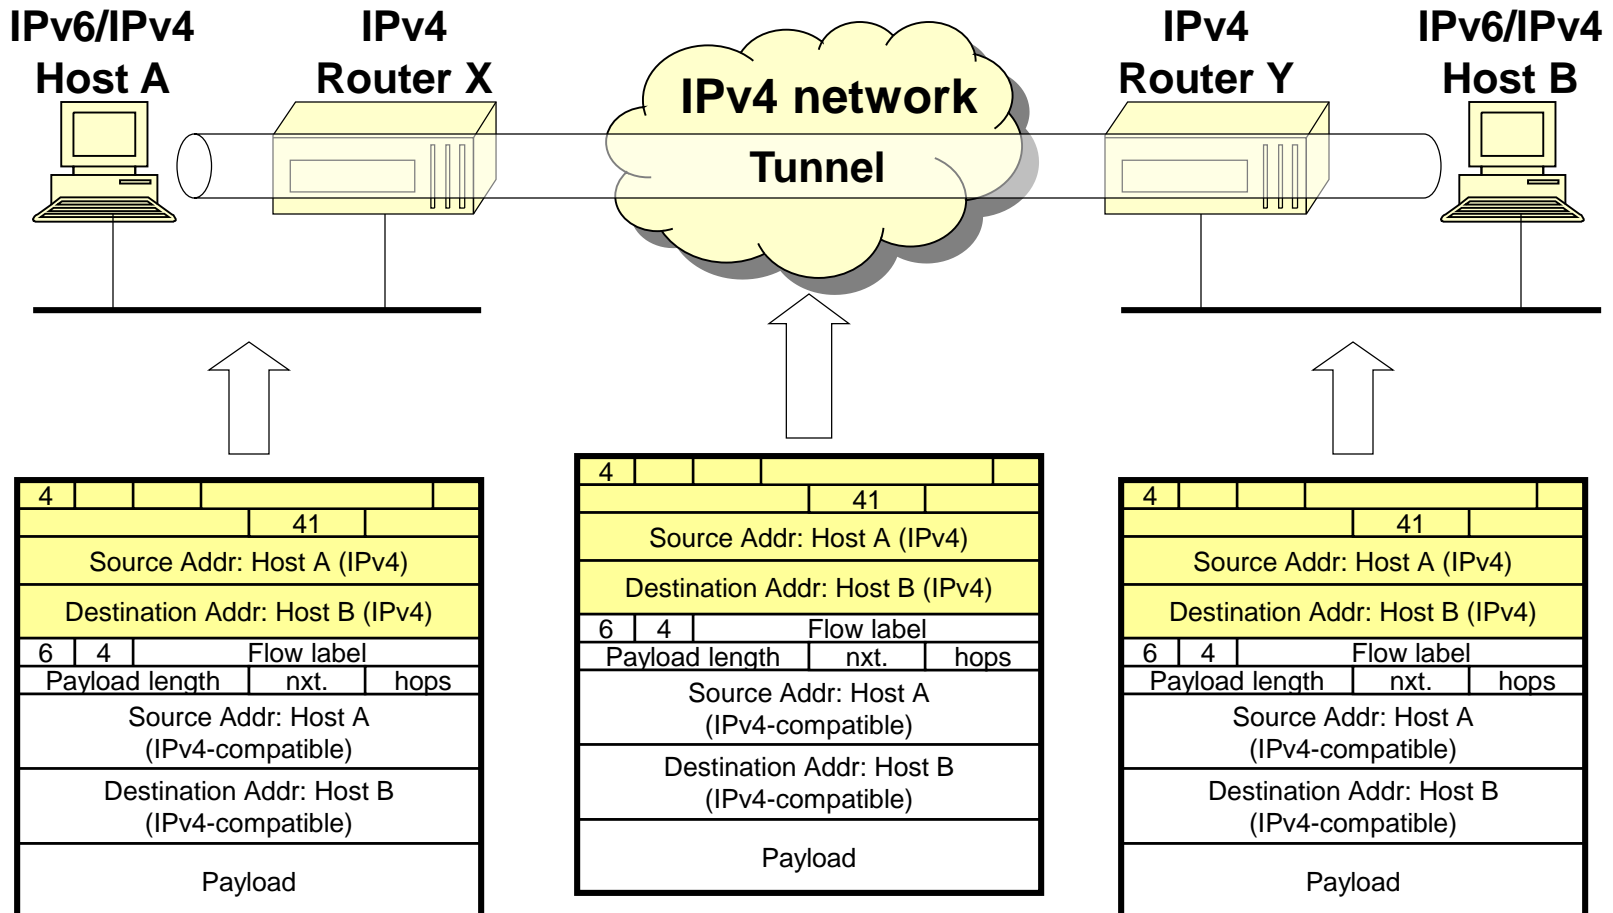 IPv6/IPv4
Host A
IPv4
Router X
IPv4 network
Tunnel
IPv4
Router Y
IPv6/IPv4
Host B
4
41
Source Addr: Host A (IPv4)
Destination Addr: Host B (IPv4)
6 4 Flow label
Payload length nxt. hops
Source Addr: Host A
(IPv4-compatible)
Destination Addr: Host B
(IPv4-compatible)
Payload
4
41
Source Addr: Host A (IPv4)
Destination Addr: Host B (IPv4)
6 4 Flow label
Payload length nxt. hops
Source Addr: Host A
(IPv4-compatible)
Destination Addr: Host B
(IPv4-compatible)
Payload
4
41
Source Addr: Host A (IPv4)
Destination Addr: Host B (IPv4)
6 4 Flow label
Payload length nxt. hops
Source Addr: Host A
(IPv4-compatible)
Destination Addr: Host B
(IPv4-compatible)
Payload